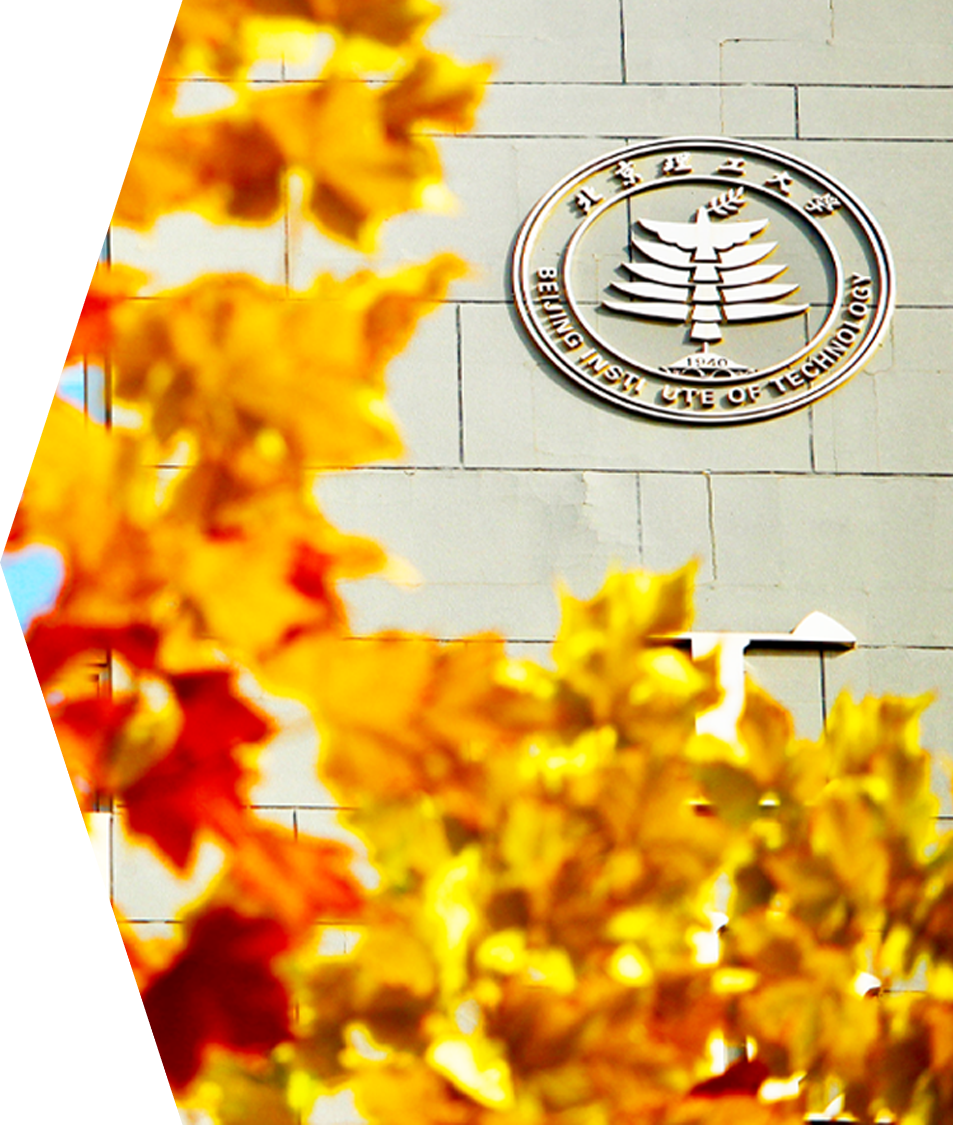 北京理工大学
BEIJING INSTI UTE OF TECHNOLOGY
1940